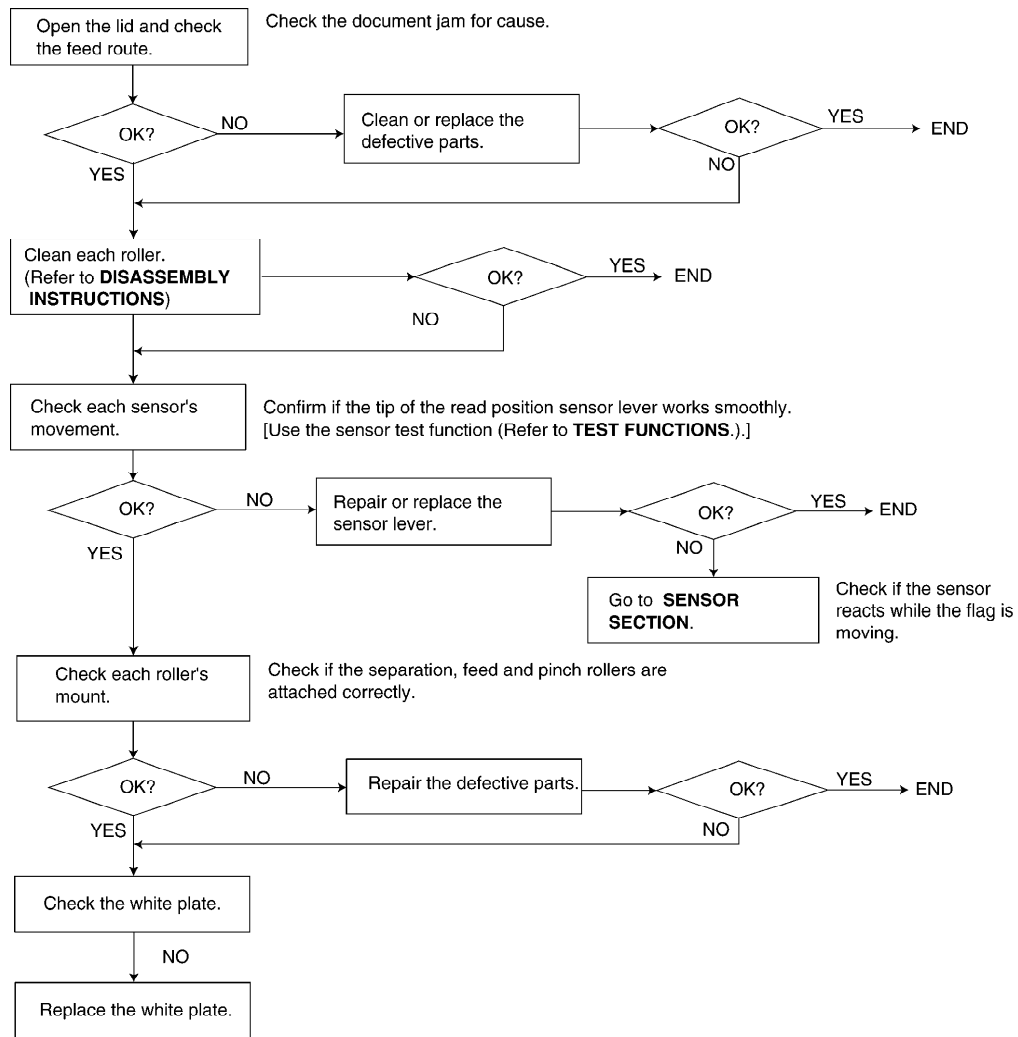 Open the lid and check
the feed route.
Check the document jam for cause.
OK?
NO
Clean or replace the
defective parts.
OK?
YES
END
YES
NO
Clean each roller.
(Refer to DISASSEMBLY
INSTRUCTIONS)
OK?
YES
END
NO
Check each sensor's
movement.
Confirm if the tip of the read position sensor lever works smoothly.
[Use the sensor test function (Refer to TEST FUNCTIONS.).]
OK?
NO
Repair or replace the
sensor lever.
OK?
YES
END
YES
NO
Go to SENSOR
SECTION.
Check if the sensor
reacts while the flag is
moving.
Check each roller's
mount.
Check if the separation, feed and pinch rollers are
attached correctly.
OK?
NO
Repair the defective parts.
OK?
YES
END
YES
NO
Check the white plate.
NO
Replace the white plate.